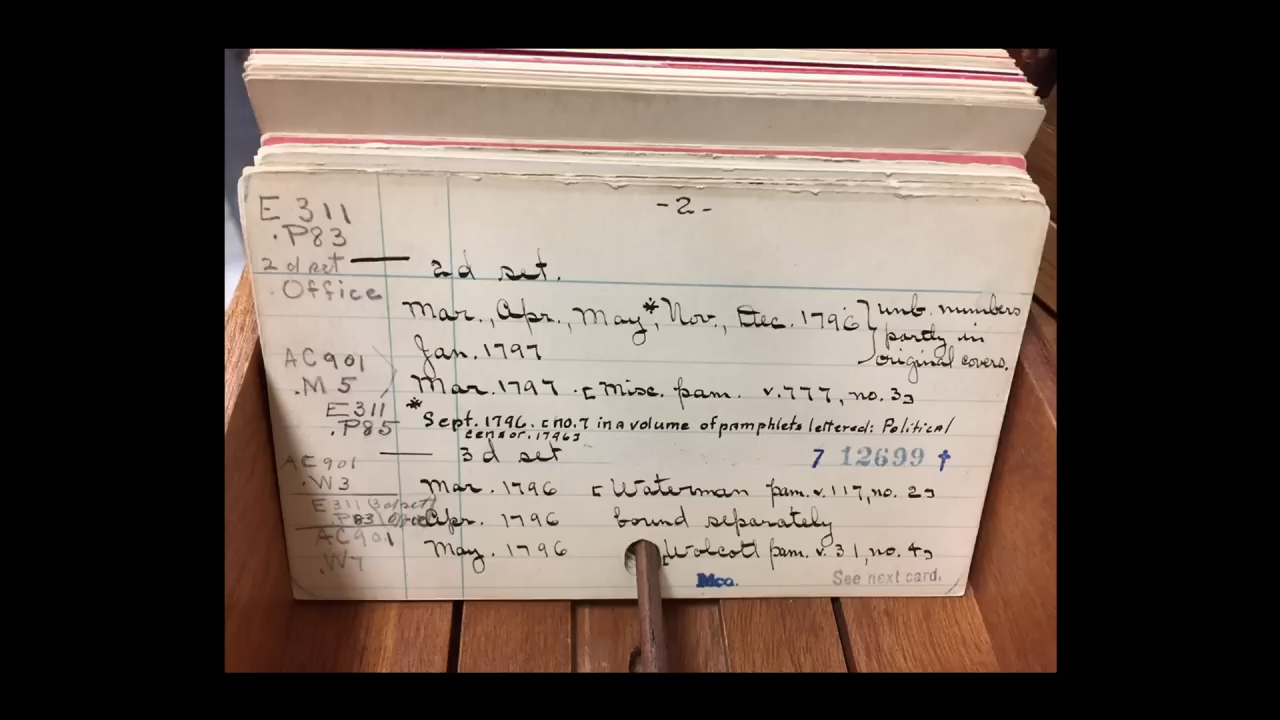 -2-
E 311
.P83
2d set — 2d set.
Office
Mar., Apr., May*, Nov., Dec. 1796 } unb. numbers
Jan. 1797 partly in
original covers.
AC901
.M5
Mar. 1797 [Misc. pam. v.777, no. 3]
E311
.P85
* Sept. 1796. [no.7 in a volume of pamphlets lettered: Political
censor. 1796]
— 3d set 7 12699 †
AC901
.W3
Mar. 1796 [Waterman pam. v.117, no. 2]
E311 (3d set)
.P83 Office
Apr. 1796 bound separately
AC901
.W7
May. 1796 [Wolcott pam. v. 31, no. 4]
Mco. See next card.